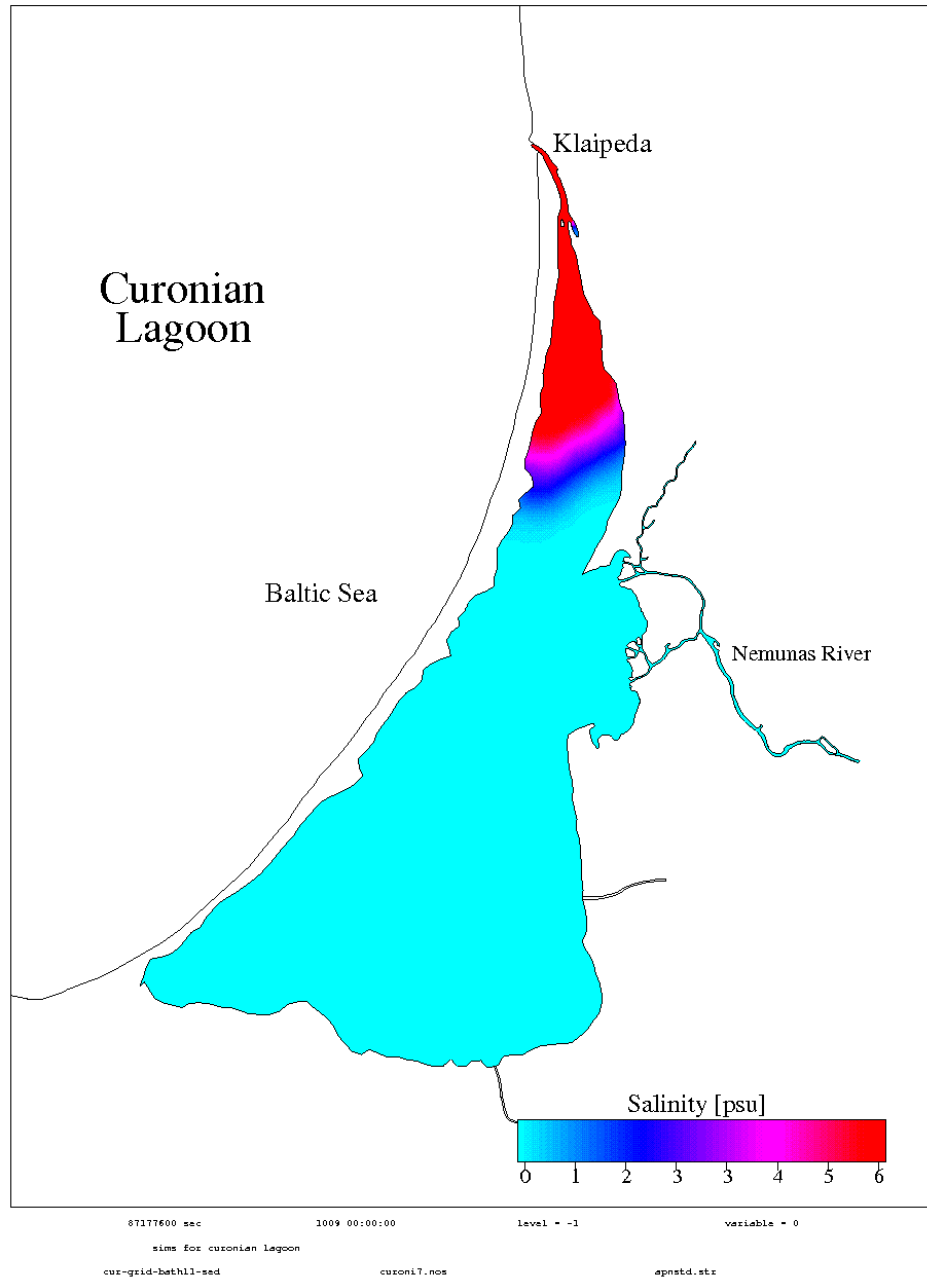 Klaipeda
Curonian
Lagoon
Baltic Sea
Nemunas River
Salinity [psu]
0 1 2 3 3 4 5 6
87177600 sec 1009 00:00:00 level = -1 variable = 0
sims for curonian lagoon
cur-grid-bath11-sed curoni7.nos apnstd.str